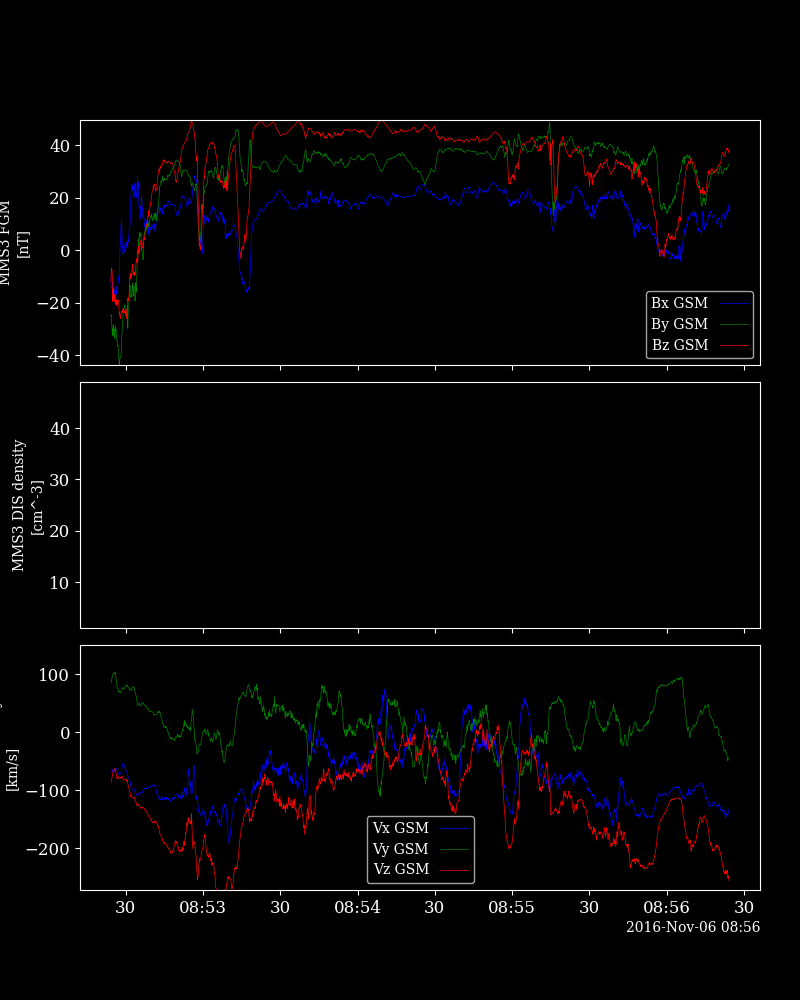 40
20
0
−20
−40
MMS3 FGM
[nT]
Bx GSM
By GSM
Bz GSM
40
30
20
10
MMS3 DIS density
[cm^-3]
100
0
−100
−200
[km/s]
Vx GSM
Vy GSM
Vz GSM
30 08:53 30 08:54 30 08:55 30 08:56 30
2016-Nov-06 08:56